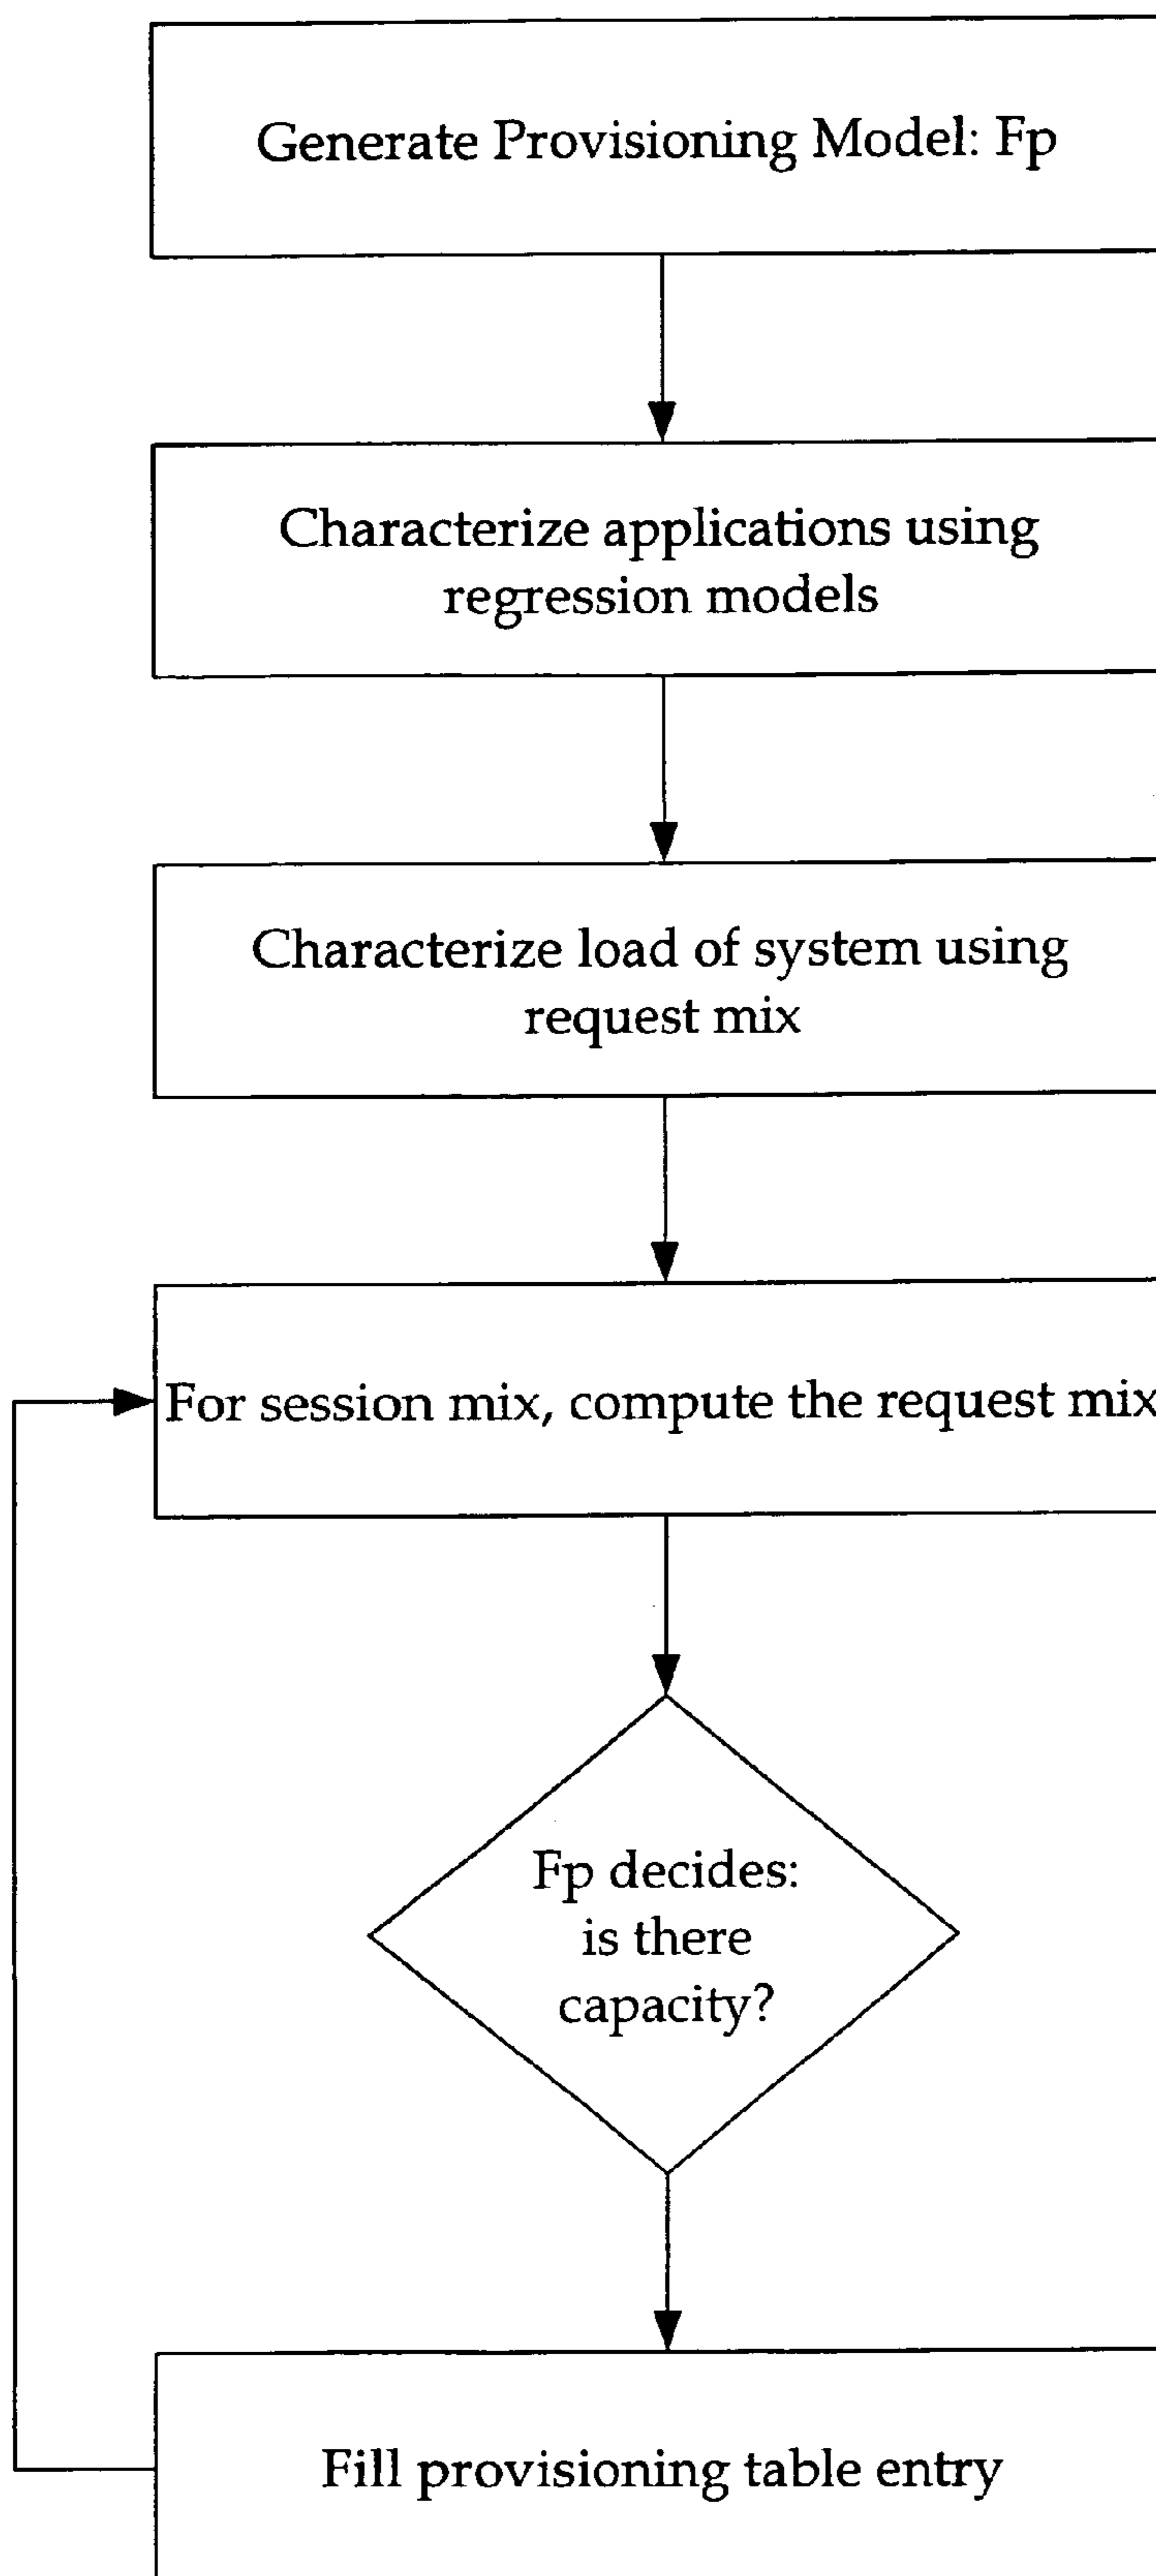 Generate Provisioning Model: Fp
Characterize applications using
regression models
Characterize load of system using
request mix
For session mix, compute the request mix
Fp decides:
is there
capacity?
Fill provisioning table entry